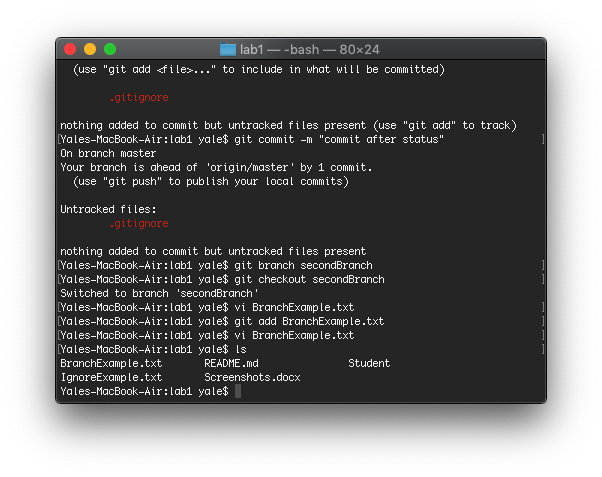 lab1 — -bash — 80×24
(use "git add <file>..." to include in what will be committed)
.gitignore
nothing added to commit but untracked files present (use "git add" to track)
[Yales-MacBook-Air:lab1 yale$ git commit -m "commit after status" ]
On branch master
Your branch is ahead of 'origin/master' by 1 commit.
(use "git push" to publish your local commits)
Untracked files:
.gitignore
nothing added to commit but untracked files present
[Yales-MacBook-Air:lab1 yale$ git branch secondBranch ]
[Yales-MacBook-Air:lab1 yale$ git checkout secondBranch ]
Switched to branch 'secondBranch'
[Yales-MacBook-Air:lab1 yale$ vi BranchExample.txt ]
[Yales-MacBook-Air:lab1 yale$ git add BranchExample.txt ]
[Yales-MacBook-Air:lab1 yale$ vi BranchExample.txt ]
[Yales-MacBook-Air:lab1 yale$ ls ]
BranchExample.txt README.md Student
IgnoreExample.txt Screenshots.docx
Yales-MacBook-Air:lab1 yale$